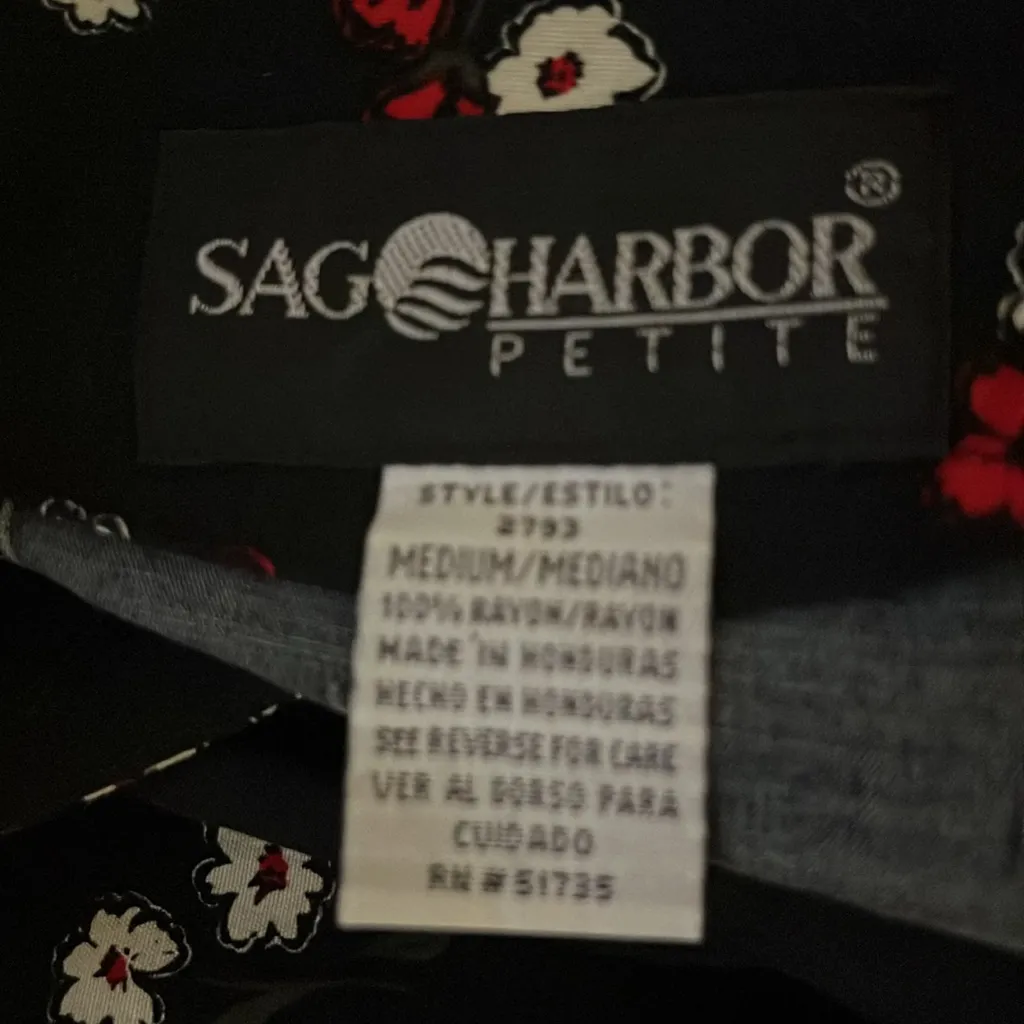 SAG HARBOR ®
PETITE
STYLE/ESTILO:
2793
MEDIUM/MEDIANO
100% RAYON/RAYON
MADE IN HONDURAS
HECHO EN HONDURAS
SEE REVERSE FOR CARE
VER AL DORSO PARA
CUIDADO
RN # 51735